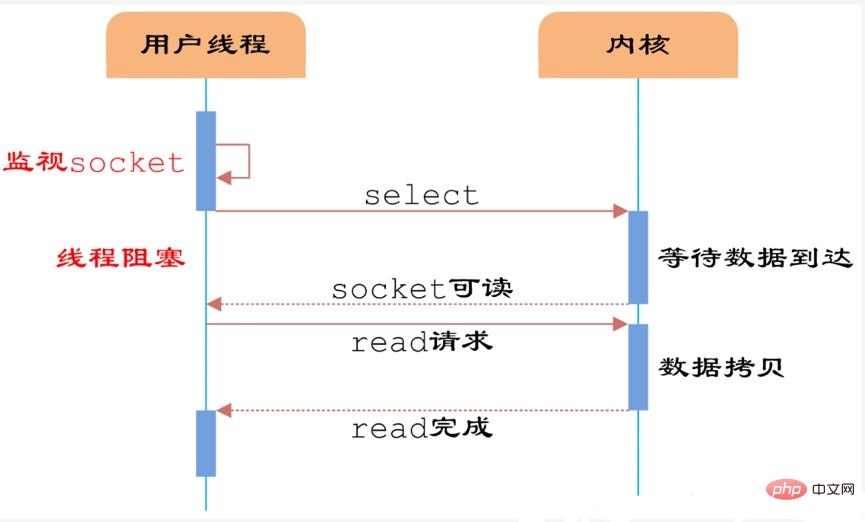 用户线程
内核
监视socket
select
线程阻塞
等待数据到达
socket可读
read请求
数据拷贝
read完成
php 中文网